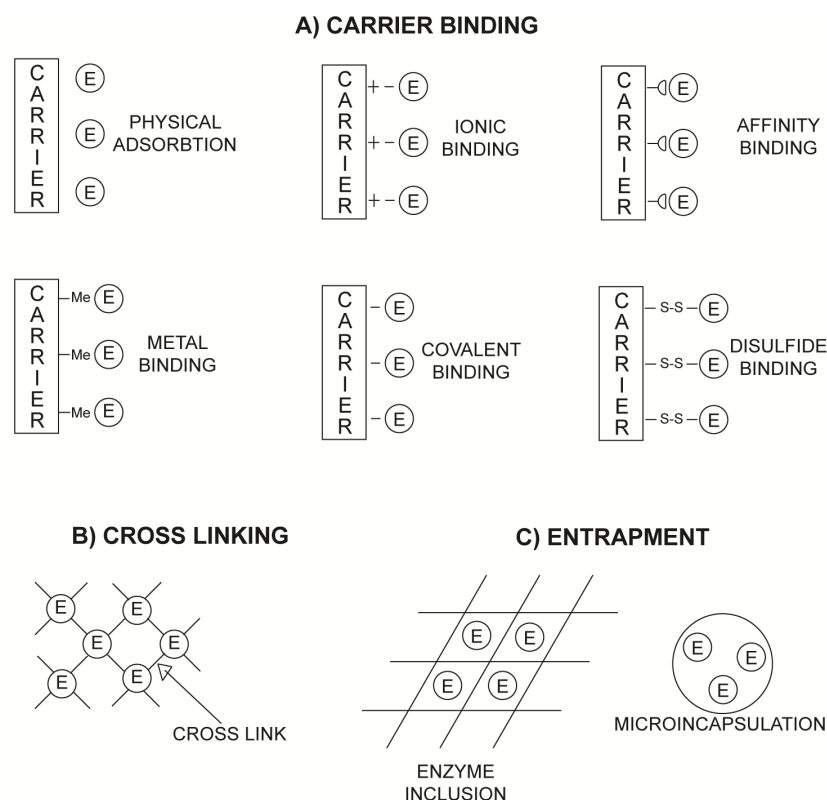 A) CARRIER BINDING
CARRIER
E
E
E
PHYSICAL
ADSORBTION
CARRIER
+ - E
+ - E
+ - E
IONIC
BINDING
CARRIER
E
E
E
AFFINITY
BINDING
CARRIER
Me E
Me E
Me E
METAL
BINDING
CARRIER
- E
- E
- E
COVALENT
BINDING
CARRIER
S-S E
S-S E
S-S E
DISULFIDE
BINDING
B) CROSS LINKING
E E
E E
E E
CROSS LINK
C) ENTRAPMENT
E E
E E
ENZYME
INCLUSION
E E
E
MICROINCAPSULATION